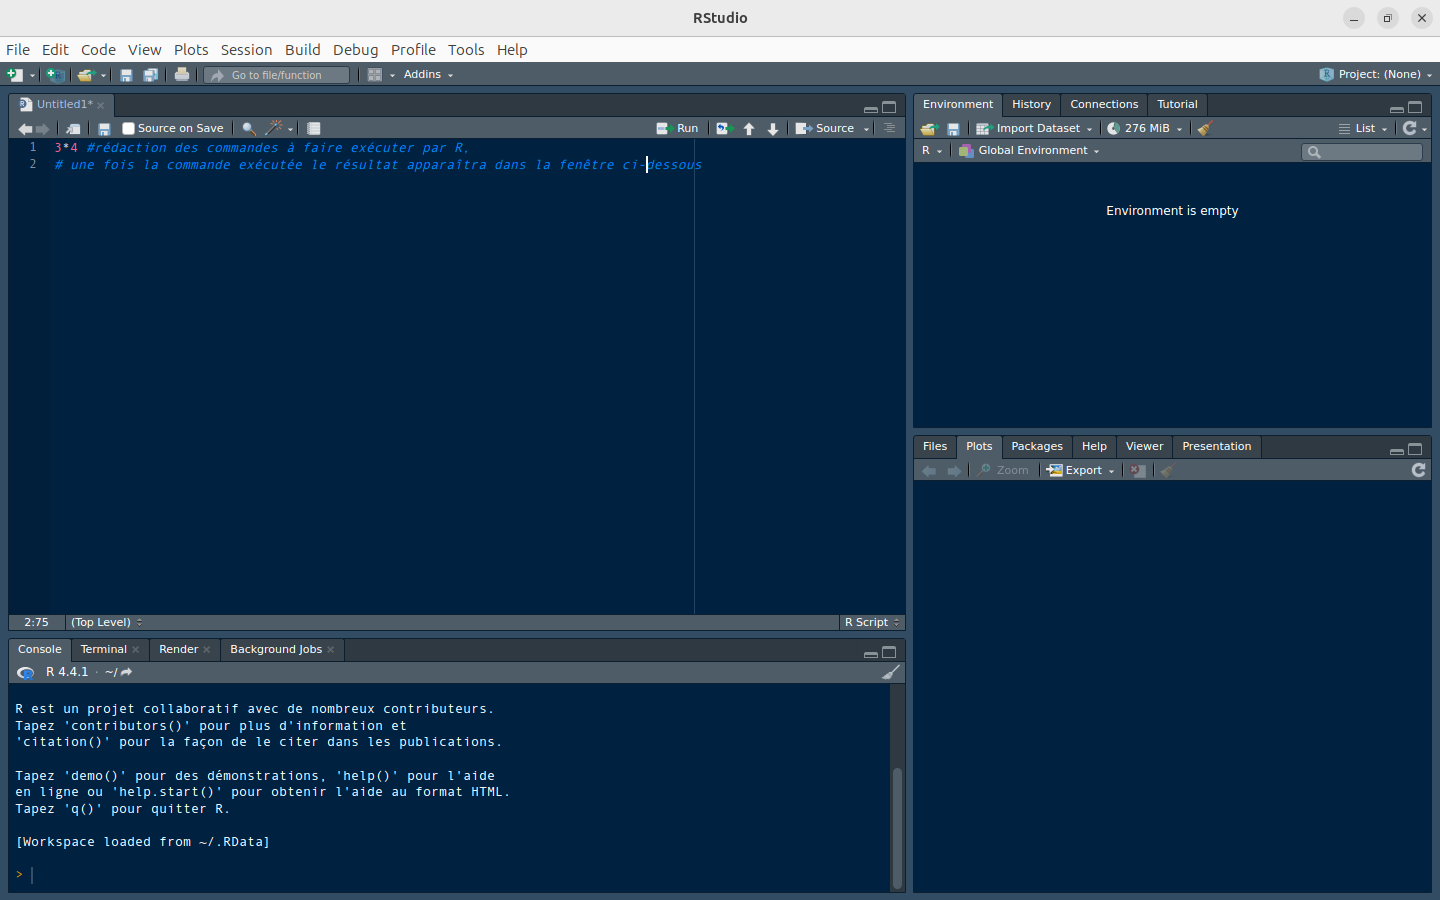 RStudio
File Edit Code View Plots Session Build Debug Profile Tools Help
Go to file/function Addins Project: (None)
Untitled1*
Source on Save Run Source
1 3*4 #rédaction des commandes à faire exécuter par R,
2 # une fois la commande exécutée le résultat apparaîtra dans la fenêtre ci-dessous
2:75 (Top Level) R Script
Console Terminal Render Background Jobs
R 4.4.1 · ~/
R est un projet collaboratif avec de nombreux contributeurs.
Tapez 'contributors()' pour plus d'information et
'citation()' pour la façon de le citer dans les publications.
Tapez 'demo()' pour des démonstrations, 'help()' pour l'aide
en ligne ou 'help.start()' pour obtenir l'aide au format HTML.
Tapez 'q()' pour quitter R.
[Workspace loaded from ~/.RData]
>
Environment History Connections Tutorial
Import Dataset 276 MiB List
R Global Environment
Environment is empty
Files Plots Packages Help Viewer Presentation
Zoom Export